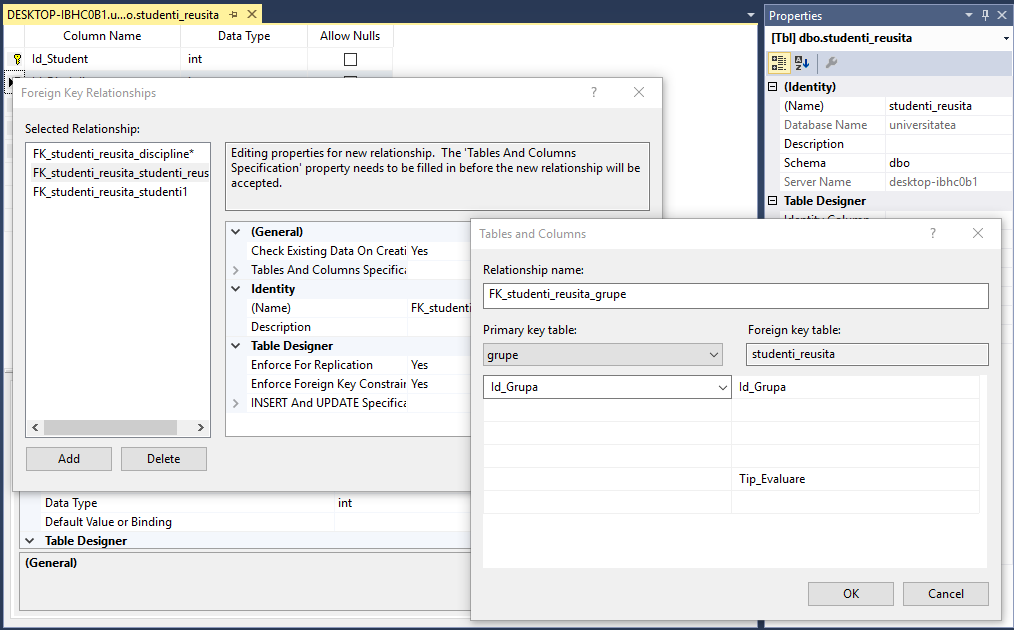 DESKTOP-IBHC0B1.u...o.studenti_reusita
Column Name Data Type Allow Nulls
Id_Student int
Foreign Key Relationships ?
Selected Relationship:
FK_studenti_reusita_discipline*
FK_studenti_reusita_studenti_reus
FK_studenti_reusita_studenti1
Editing properties for new relationship. The 'Tables And Columns
Specification' property needs to be filled in before the new relationship will be
accepted.
(General)
Check Existing Data On Creati Yes
Tables And Columns Specifica
Identity
(Name) FK_studenti
Description
Table Designer
Enforce For Replication Yes
Enforce Foreign Key Constrain Yes
INSERT And UPDATE Specifica
Add Delete
Data Type int
Default Value or Binding
Table Designer
(General)
Tables and Columns ?
Relationship name:
FK_studenti_reusita_grupe
Primary key table: Foreign key table:
grupe studenti_reusita
Id_Grupa Id_Grupa
Tip_Evaluare
OK Cancel
Properties
[Tbl] dbo.studenti_reusita
(Identity)
(Name) studenti_reusita
Database Name universitatea
Description
Schema dbo
Server Name desktop-ibhc0b1
Table Designer
Identity Column